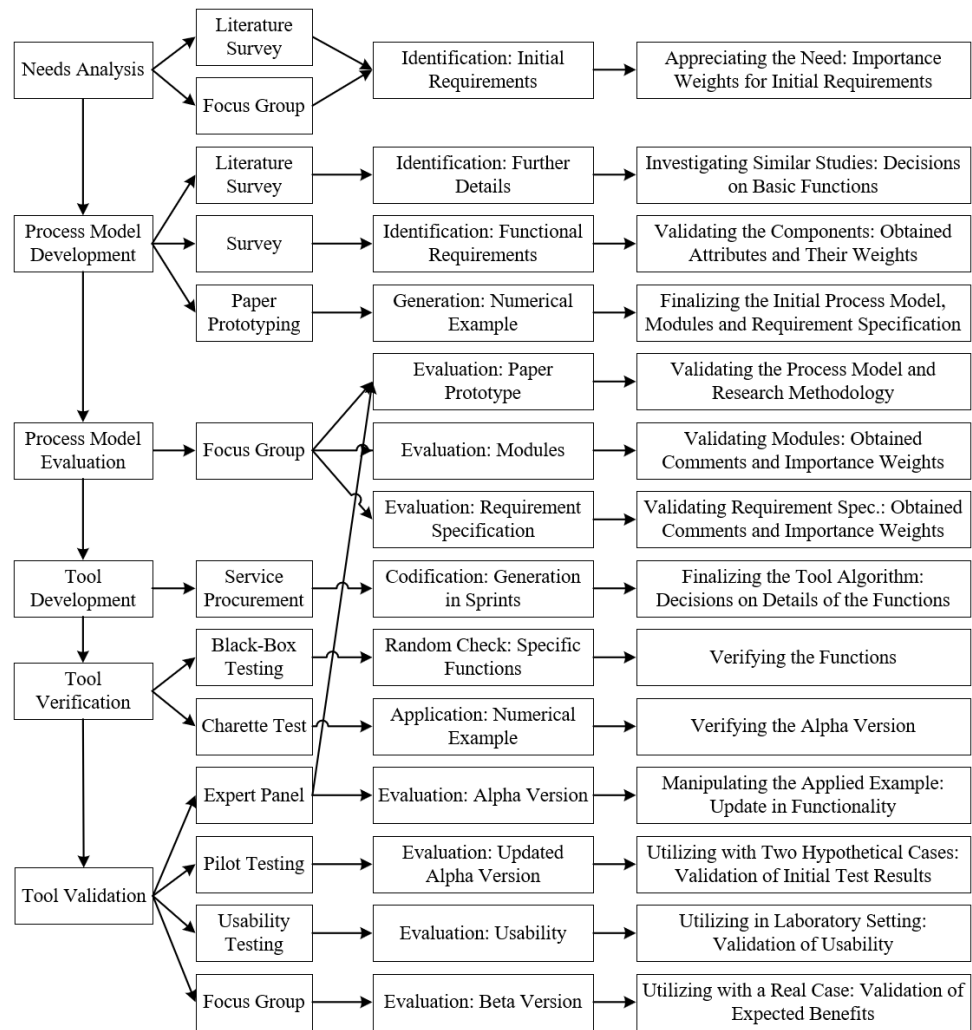 Literature
Survey
Needs Analysis
Focus Group
Identification: Initial
Requirements
Appreciating the Need: Importance
Weights for Initial Requirements
Literature
Survey
Identification: Further
Details
Investigating Similar Studies: Decisions
on Basic Functions
Process Model
Development
Survey
Identification: Functional
Requirements
Validating the Components: Obtained
Attributes and Their Weights
Paper
Prototyping
Generation: Numerical
Example
Finalizing the Initial Process Model,
Modules and Requirement Specification
Evaluation: Paper
Prototype
Validating the Process Model and
Research Methodology
Process Model
Evaluation
Focus Group
Evaluation: Modules
Validating Modules: Obtained
Comments and Importance Weights
Evaluation: Requirement
Specification
Validating Requirement Spec.: Obtained
Comments and Importance Weights
Tool
Development
Service
Procurement
Codification: Generation
in Sprints
Finalizing the Tool Algorithm:
Decisions on Details of the Functions
Black-Box
Testing
Random Check: Specific
Functions
Verifying the Functions
Tool
Verification
Charette Test
Application: Numerical
Example
Verifying the Alpha Version
Expert Panel
Evaluation: Alpha Version
Manipulating the Applied Example:
Update in Functionality
Tool Validation
Pilot Testing
Evaluation: Updated
Alpha Version
Utilizing with Two Hypothetical Cases:
Validation of Initial Test Results
Usability
Testing
Evaluation: Usability
Utilizing in Laboratory Setting:
Validation of Usability
Focus Group
Evaluation: Beta Version
Utilizing with a Real Case: Validation of
Expected Benefits